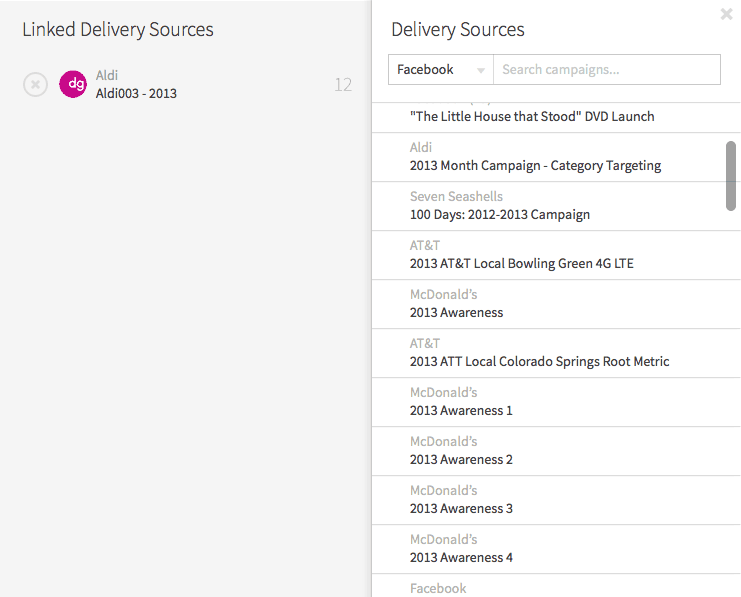 Linked Delivery Sources
dg
Aldi
Aldi003 - 2013
12
Delivery Sources
Facebook
Search campaigns...
"The Little House that Stood" DVD Launch
Aldi
2013 Month Campaign - Category Targeting
Seven Seashells
100 Days: 2012-2013 Campaign
AT&T
2013 AT&T Local Bowling Green 4G LTE
McDonald’s
2013 Awareness
AT&T
2013 ATT Local Colorado Springs Root Metric
McDonald’s
2013 Awareness 1
McDonald’s
2013 Awareness 2
McDonald’s
2013 Awareness 3
McDonald’s
2013 Awareness 4
Facebook